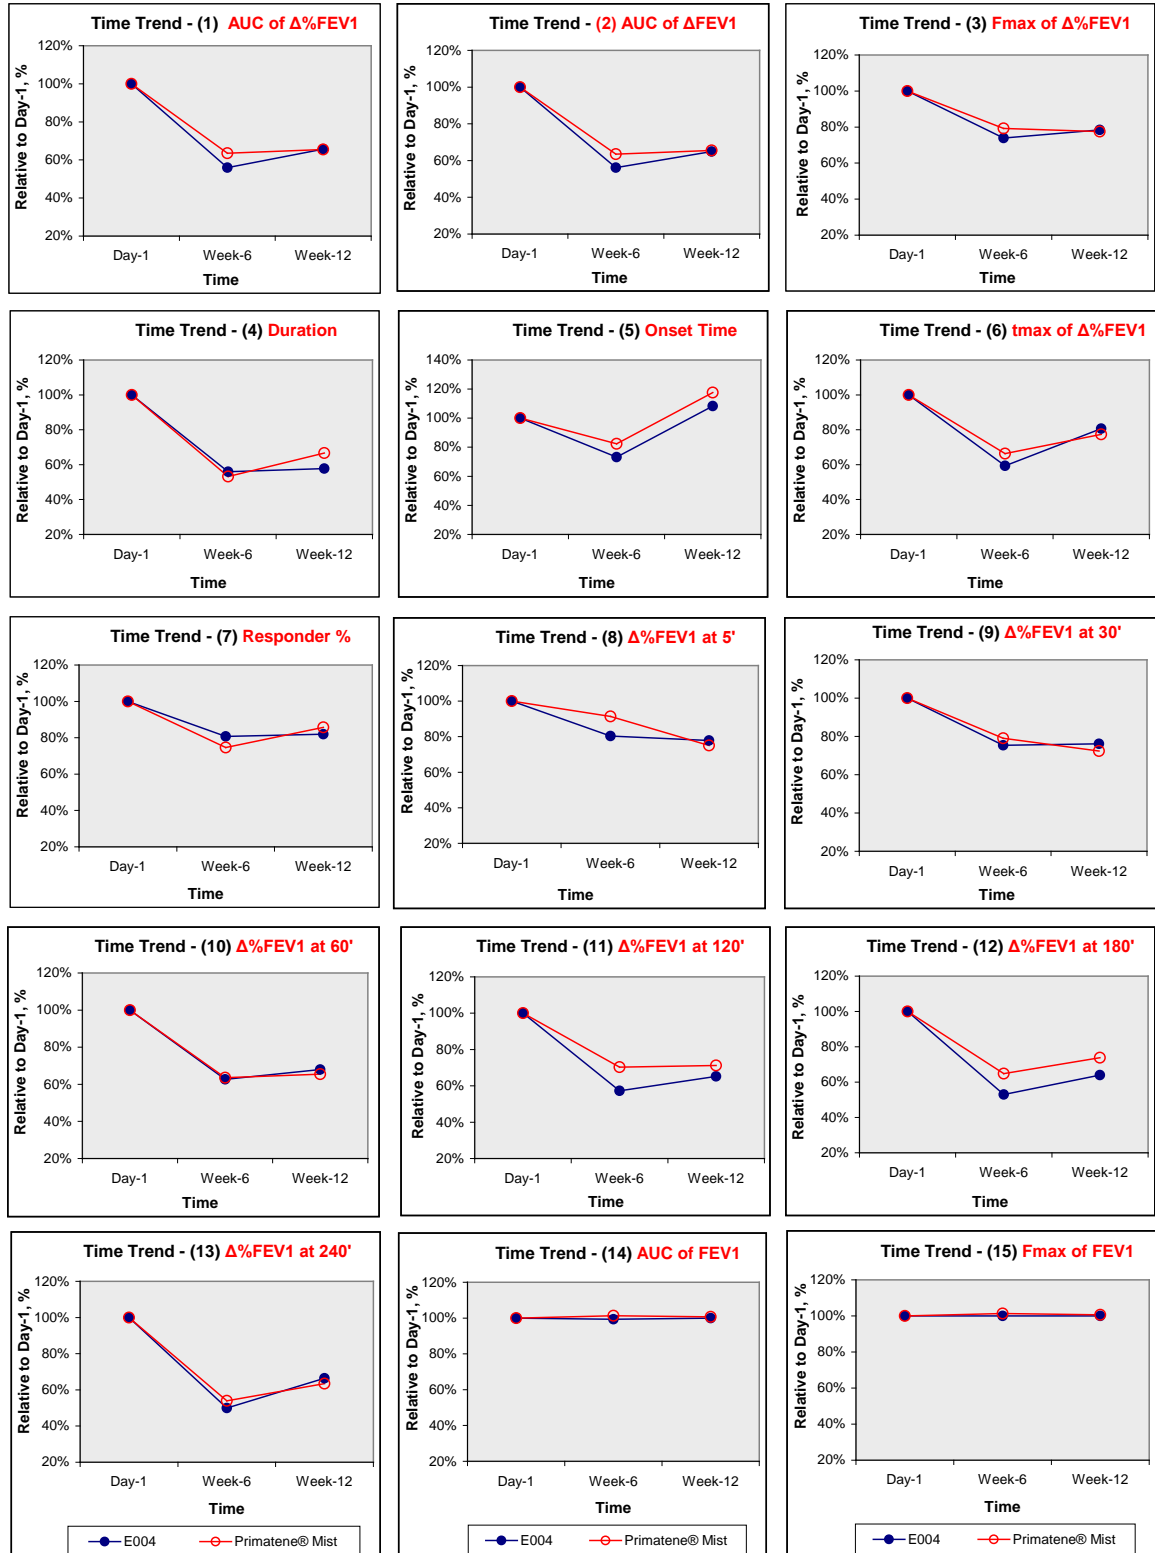 Time Trend - (1) AUC of Δ%FEV1
Relative to Day-1, %
120%
100%
80%
60%
40%
20%
Day-1 Week-6 Week-12
Time
Time Trend - (2) AUC of ΔFEV1
Relative to Day-1, %
120%
100%
80%
60%
40%
20%
Day-1 Week-6 Week-12
Time
Time Trend - (3) Fmax of Δ%FEV1
Relative to Day-1, %
120%
100%
80%
60%
40%
20%
Day-1 Week-6 Week-12
Time
Time Trend - (4) Duration
Relative to Day-1, %
120%
100%
80%
60%
40%
20%
Day-1 Week-6 Week-12
Time
Time Trend - (5) Onset Time
Relative to Day-1, %
140%
120%
100%
80%
60%
40%
20%
Day-1 Week-6 Week-12
Time
Time Trend - (6) tmax of Δ%FEV1
Relative to Day-1, %
120%
100%
80%
60%
40%
20%
Day-1 Week-6 Week-12
Time
Time Trend - (7) Responder %
Relative to Day-1, %
120%
100%
80%
60%
40%
20%
Day-1 Week-6 Week-12
Time
Time Trend - (8) Δ%FEV1 at 5'
Relative to Day-1, %
120%
100%
80%
60%
40%
20%
Day-1 Week-6 Week-12
Time
Time Trend - (9) Δ%FEV1 at 30'
Relative to Day-1, %
120%
100%
80%
60%
40%
20%
Day-1 Week-6 Week-12
Time
Time Trend - (10) Δ%FEV1 at 60'
Relative to Day-1, %
120%
100%
80%
60%
40%
20%
Day-1 Week-6 Week-12
Time
Time Trend - (11) Δ%FEV1 at 120'
Relative to Day-1, %
120%
100%
80%
60%
40%
20%
Day-1 Week-6 Week-12
Time
Time Trend - (12) Δ%FEV1 at 180'
Relative to Day-1, %
120%
100%
80%
60%
40%
20%
Day-1 Week-6 Week-12
Time
Time Trend - (13) Δ%FEV1 at 240'
Relative to Day-1, %
120%
100%
80%
60%
40%
20%
Day-1 Week-6 Week-12
Time
E004 Primatene® Mist
Time Trend - (14) AUC of FEV1
Relative to Day-1, %
120%
100%
80%
60%
40%
20%
Day-1 Week-6 Week-12
Time
E004 Primatene® Mist
Time Trend - (15) Fmax of FEV1
Relative to Day-1, %
120%
100%
80%
60%
40%
20%
Day-1 Week-6 Week-12
Time
E004 Primatene® Mist